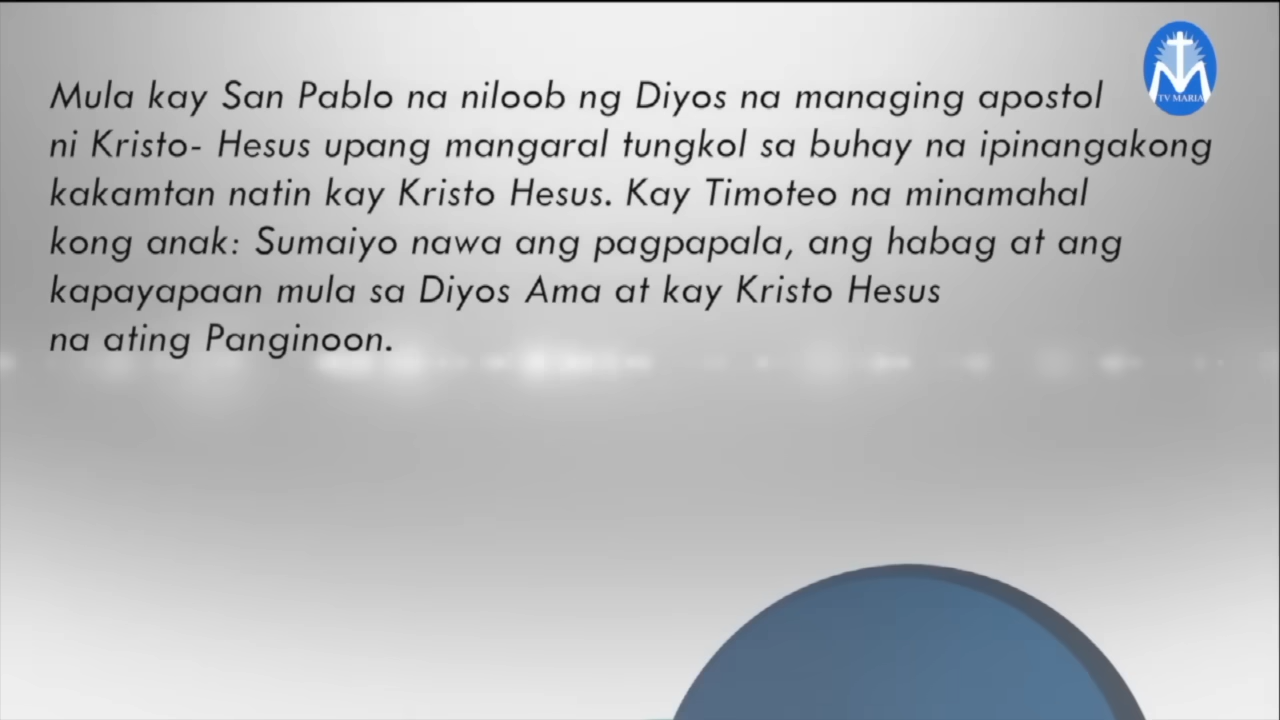 Mula kay San Pablo na niloob ng Diyos na managing apostol
ni Kristo- Hesus upang mangaral tungkol sa buhay na ipinangakong
kakamtan natin kay Kristo Hesus. Kay Timoteo na minamahal
kong anak: Sumaiyo nawa ang pagpapala, ang habag at ang
kapayapaan mula sa Diyos Ama at kay Kristo Hesus
na ating Panginoon.
TV MARIA